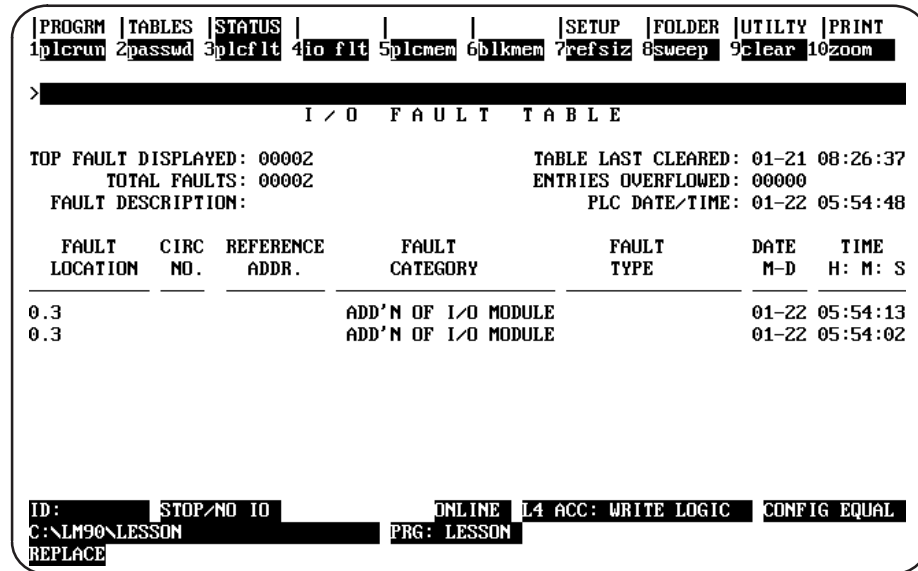 |PROGRM |TABLES |STATUS | | | |SETUP |FOLDER |UTILTY |PRINT
1plcrun 2passwd 3plcflt 4io flt 5plcmem 6blkmem 7refsiz 8sweep 9clear 10zoom
>
I / O F A U L T T A B L E
TOP FAULT DISPLAYED: 00002 TABLE LAST CLEARED: 01-21 08:26:37
TOTAL FAULTS: 00002 ENTRIES OVERFLOWED: 00000
FAULT DESCRIPTION: PLC DATE/TIME: 01-22 05:54:48
FAULT CIRC REFERENCE FAULT FAULT DATE TIME
LOCATION NO. ADDR. CATEGORY TYPE M-D H: M: S
0.3 ADD'N OF I/O MODULE 01-22 05:54:13
0.3 ADD'N OF I/O MODULE 01-22 05:54:02
ID: STOP/NO IO ONLINE L4 ACC: WRITE LOGIC CONFIG EQUAL
C:\LM90\LESSON PRG: LESSON
REPLACE